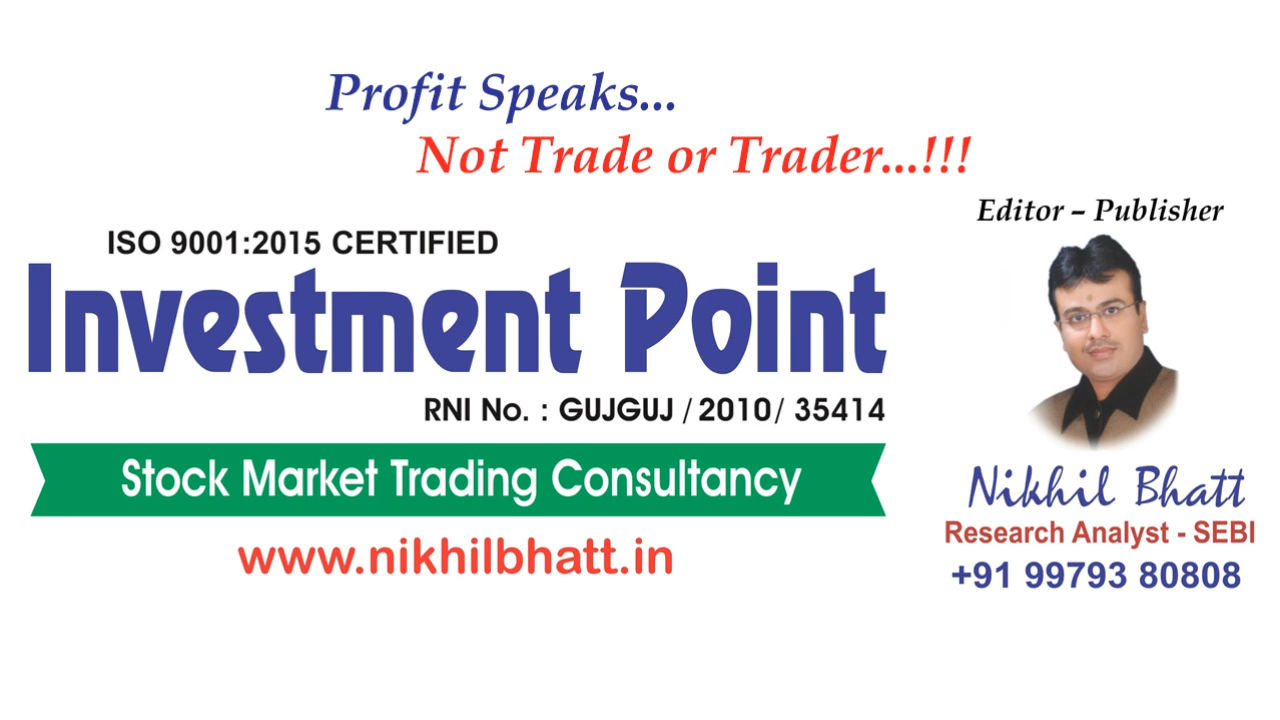 Profit Speaks...
Not Trade or Trader...!!!
Editor – Publisher
ISO 9001:2015 CERTIFIED
Investment Point
RNI No. : GUJGUJ / 2010/ 35414
Stock Market Trading Consultancy
www.nikhilbhatt.in
Nikhil Bhatt
Research Analyst - SEBI
+91 99793 80808